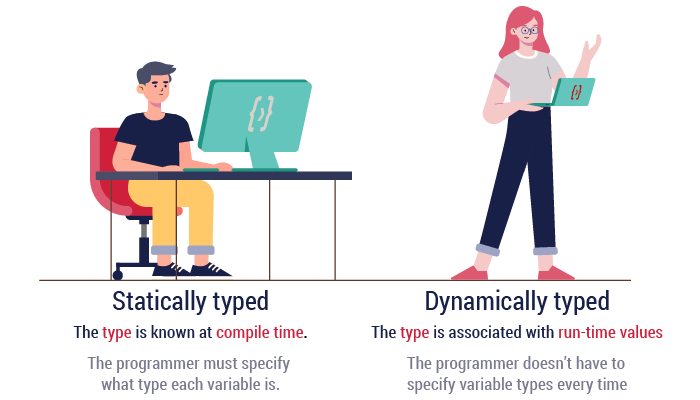 Statically typed
The type is known at compile time.
The programmer must specify
what type each variable is.
Dynamically typed
The type is associated with run-time values
The programmer doesn’t have to
specify variable types every time